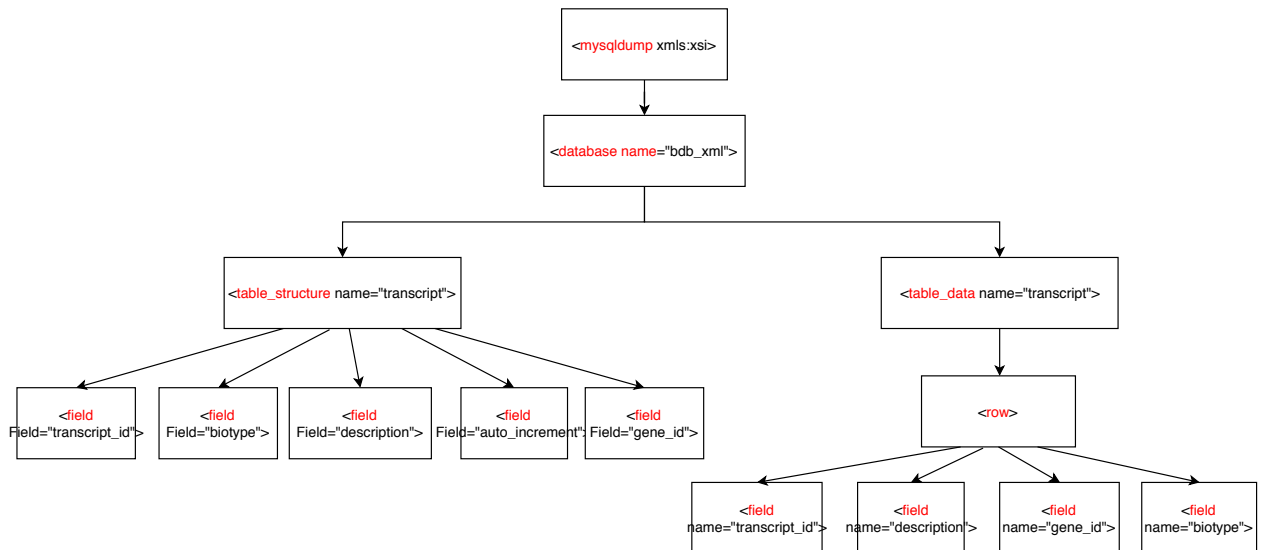 <mysqldump xmls:xsi>
<database name="bdb_xml">
<table_structure name="transcript">
<table_data name="transcript">
<field
Field="transcript_id">
<field
Field="biotype">
<field
Field="description">
<field
Field="auto_increment">
<field
Field="gene_id">
<row>
<field
name="transcript_id">
<field
name="description">
<field
name="gene_id">
<field
name="biotype">